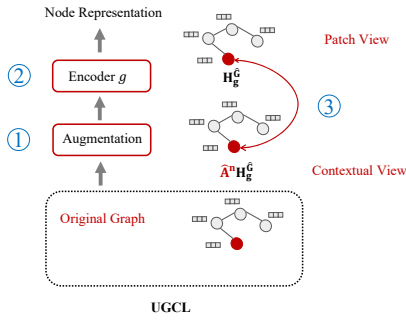 Node Representation
Patch View
② Encoder g
H_g^Ĝ
③
① Augmentation
Â^n H_g^Ĝ
Contextual View
Original Graph
UGCL